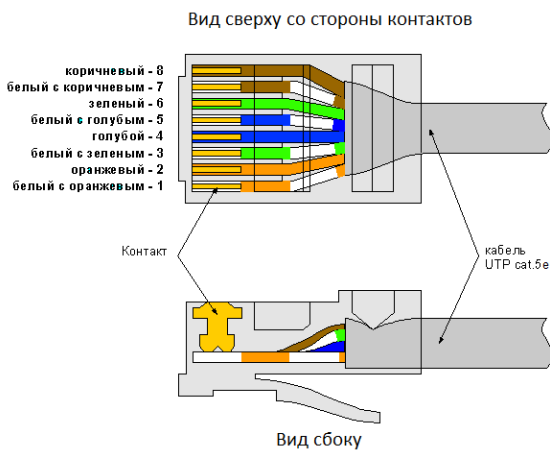 Вид сверху со стороны контактов
коричневый - 8
белый с коричневым - 7
зеленый - 6
белый с голубым - 5
голубой - 4
белый с зеленым - 3
оранжевый - 2
белый с оранжевым - 1
Контакт
кабель
UTP cat.5e
Вид сбоку